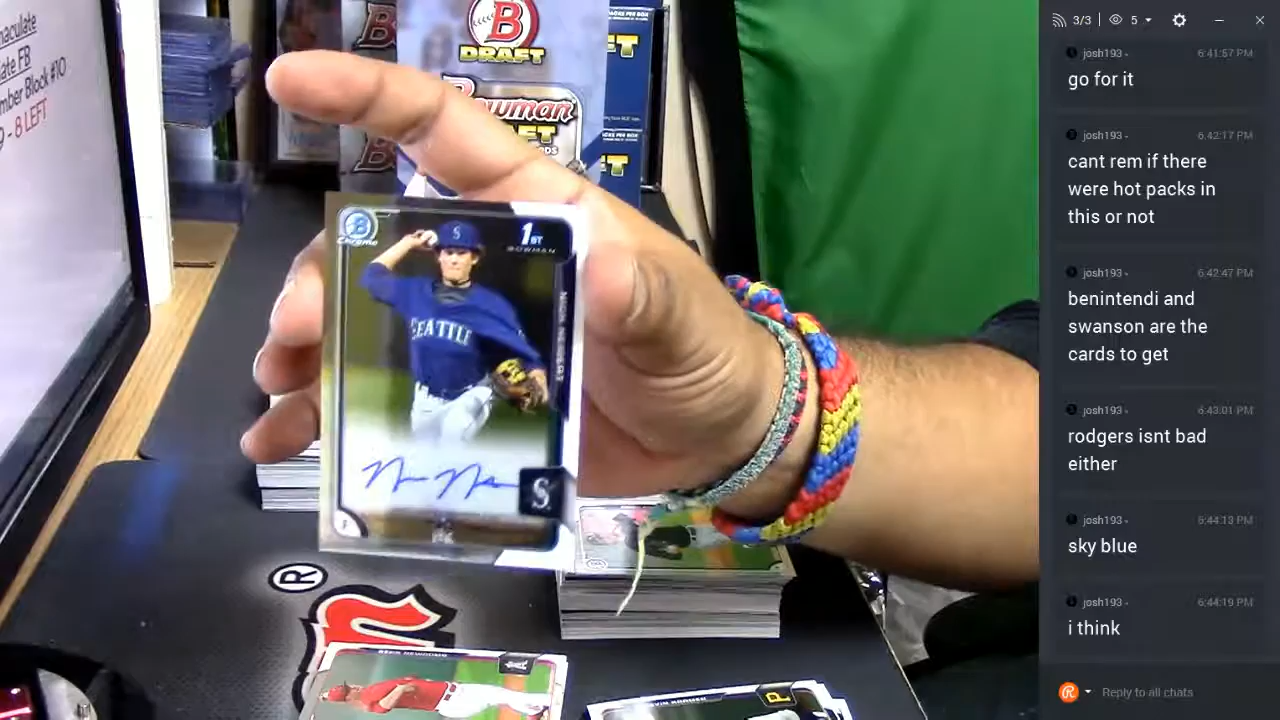 maculate
ate FB
mber Block #10
9 - 8 LEFT
B
DRAFT
Bowman
B
Chrome
1ST
BOWMAN
S
SEATTLE
S
®
P
3/3
5
josh193 -
6:41:57 PM
go for it
josh193 -
6:42:17 PM
cant rem if there
were hot packs in
this or not
josh193 -
6:42:47 PM
benintendi and
swanson are the
cards to get
josh193 -
6:43:01 PM
rodgers isnt bad
either
josh193 -
6:44:13 PM
sky blue
josh193 -
6:44:19 PM
i think
Reply to all chats